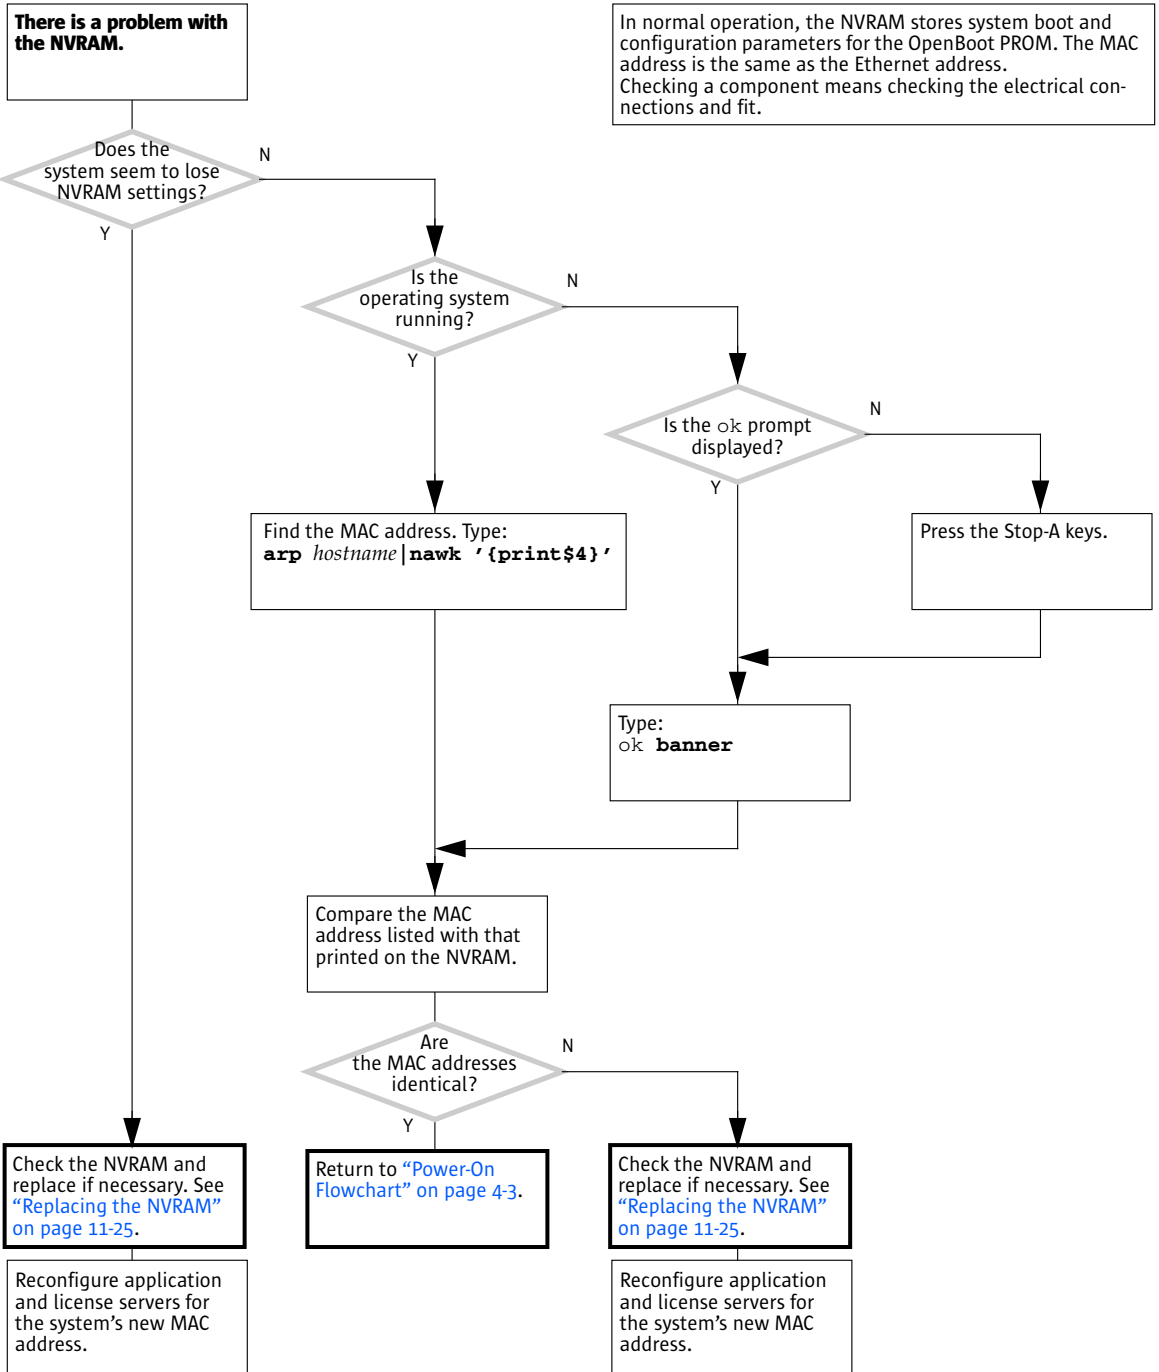 There is a problem with
the NVRAM.
In normal operation, the NVRAM stores system boot and
configuration parameters for the OpenBoot PROM. The MAC
address is the same as the Ethernet address.
Checking a component means checking the electrical con-
nections and fit.
Does the
system seem to lose
NVRAM settings?
N
Y
Is the
operating system
running?
N
Y
Is the ok prompt
displayed?
N
Y
Find the MAC address. Type:
arp hostname|nawk '{print$4}'
Press the Stop-A keys.
Type:
ok banner
Compare the MAC
address listed with that
printed on the NVRAM.
Are
the MAC addresses
identical?
N
Y
Check the NVRAM and
replace if necessary. See
“Replacing the NVRAM”
on page 11-25.
Return to “Power-On
Flowchart” on page 4-3.
Check the NVRAM and
replace if necessary. See
“Replacing the NVRAM”
on page 11-25.
Reconfigure application
and license servers for
the system’s new MAC
address.
Reconfigure application
and license servers for
the system’s new MAC
address.